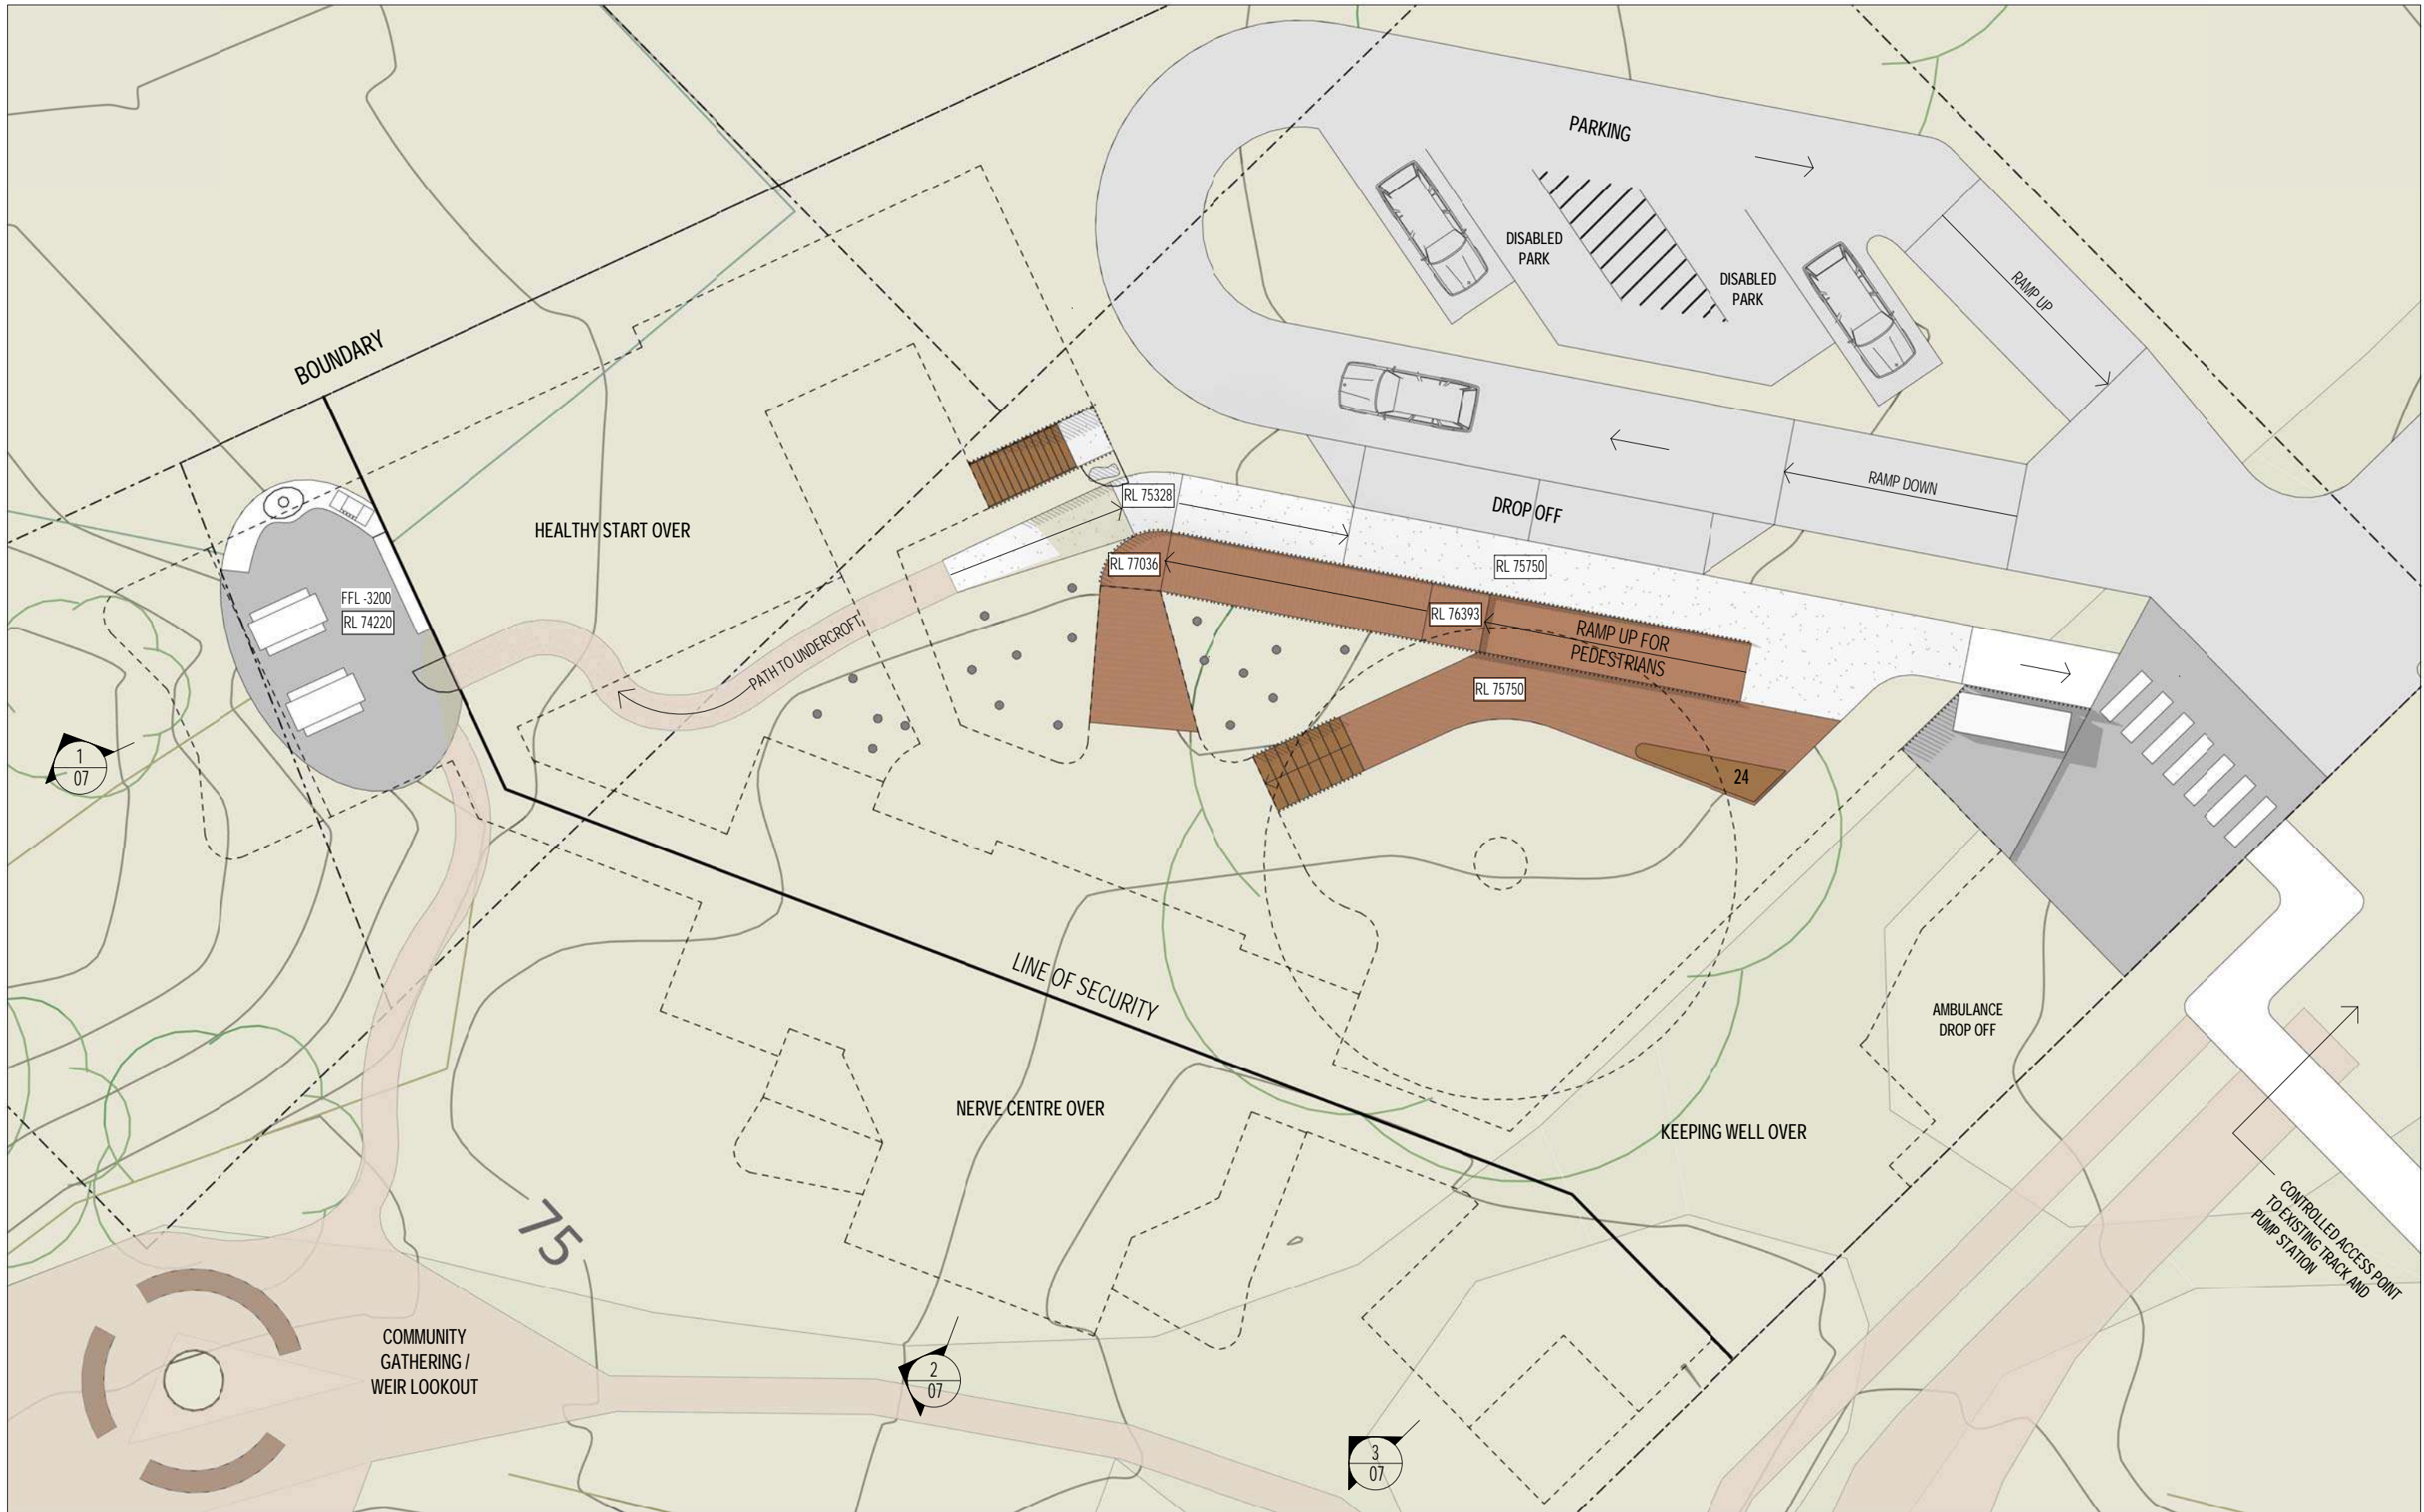 PARKING
DISABLED
PARK
DISABLED
PARK
RAMP UP
BOUNDARY
RAMP DOWN
RL 75328
DROP OFF
HEALTHY START OVER
RL 77036
RL 75750
FFL -3200
RL 74220
RL 76393
RAMP UP FOR
PEDESTRIANS
PATH TO UNDERCROFT
RL 75750
1
07
24
LINE OF SECURITY
AMBULANCE
DROP OFF
NERVE CENTRE OVER
KEEPING WELL OVER
75
CONTROLLED ACCESS POINT
TO EXISTING TRACK AND
PUMP STATION
COMMUNITY
GATHERING /
WEIR LOOKOUT
2
07
3
07